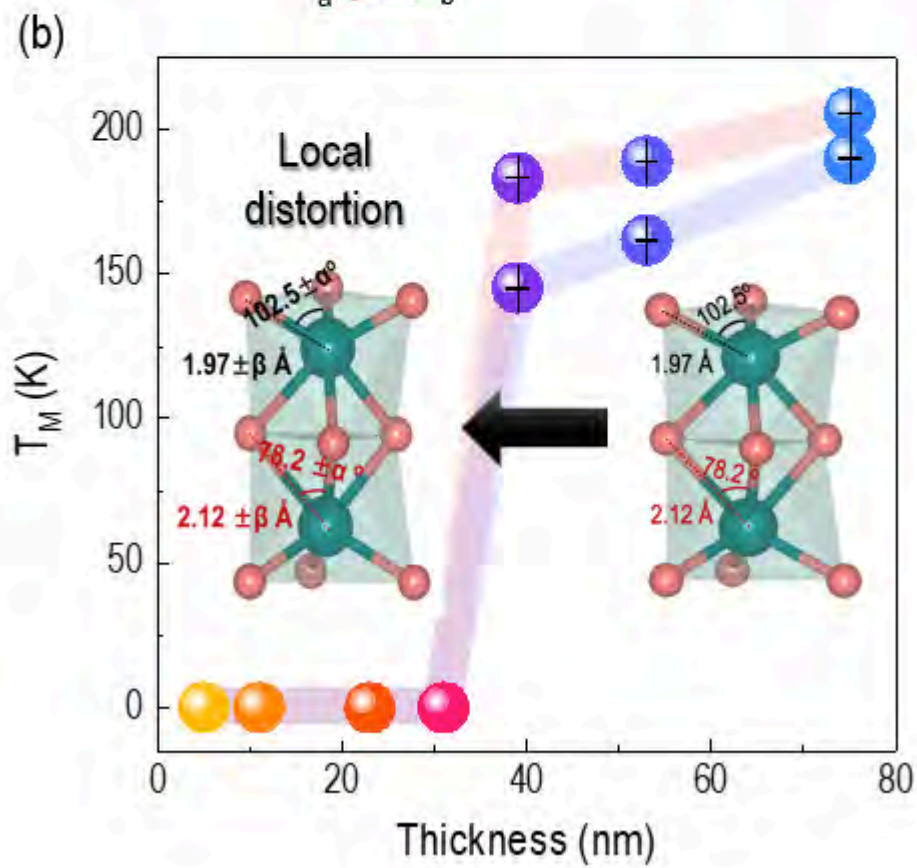 a
b
(b)
200
150
100
50
0
T_M (K)
Local
distortion
102.5±α°
1.97±β Å
78.2 ±α °
2.12 ±β Å
102.5°
1.97 Å
78.2 °
2.12 Å
0
20
40
60
80
Thickness (nm)